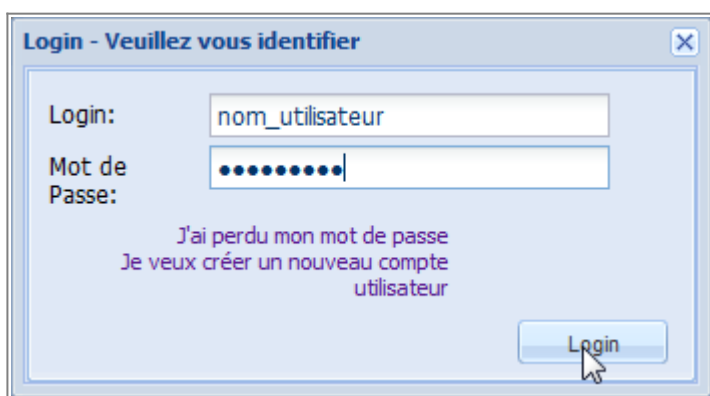 Login - Veuillez vous identifier
Login:
nom_utilisateur
Mot de
Passe:
•••••••••
J'ai perdu mon mot de passe
Je veux créer un nouveau compte
utilisateur
Login